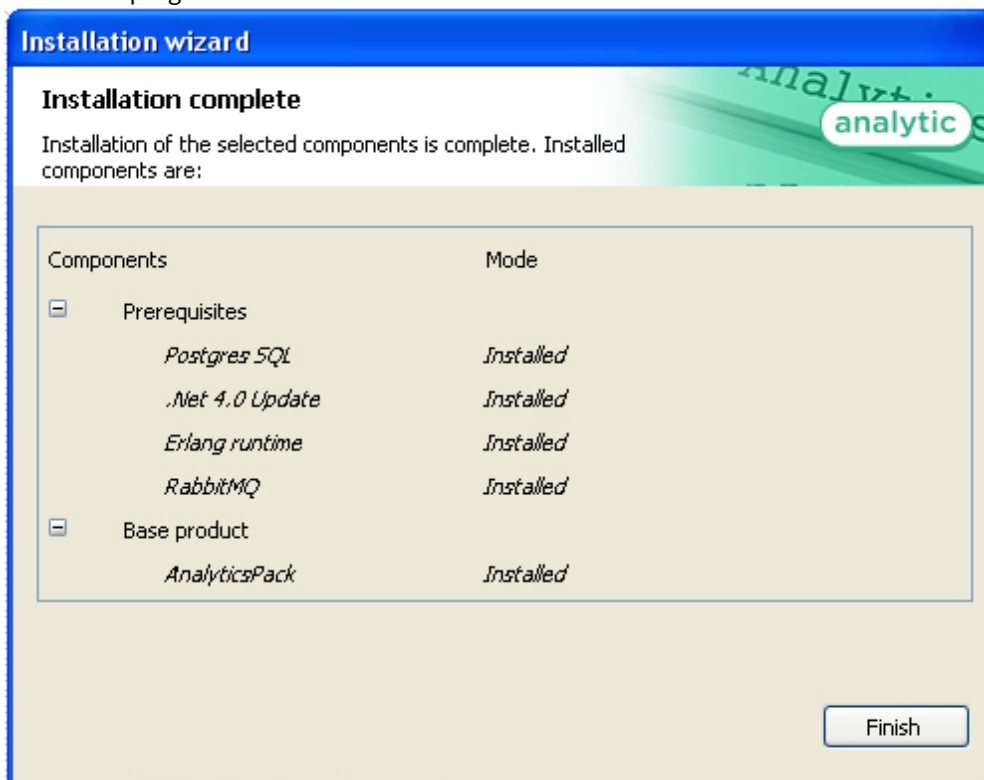 Installation wizard
Installation complete
Installation of the selected components is complete. Installed
components are:
Analytics
analytic
Components Mode
Prerequisites
Postgres SQL Installed
.Net 4.0 Update Installed
Erlang runtime Installed
RabbitMQ Installed
Base product
AnalyticsPack Installed
Finish